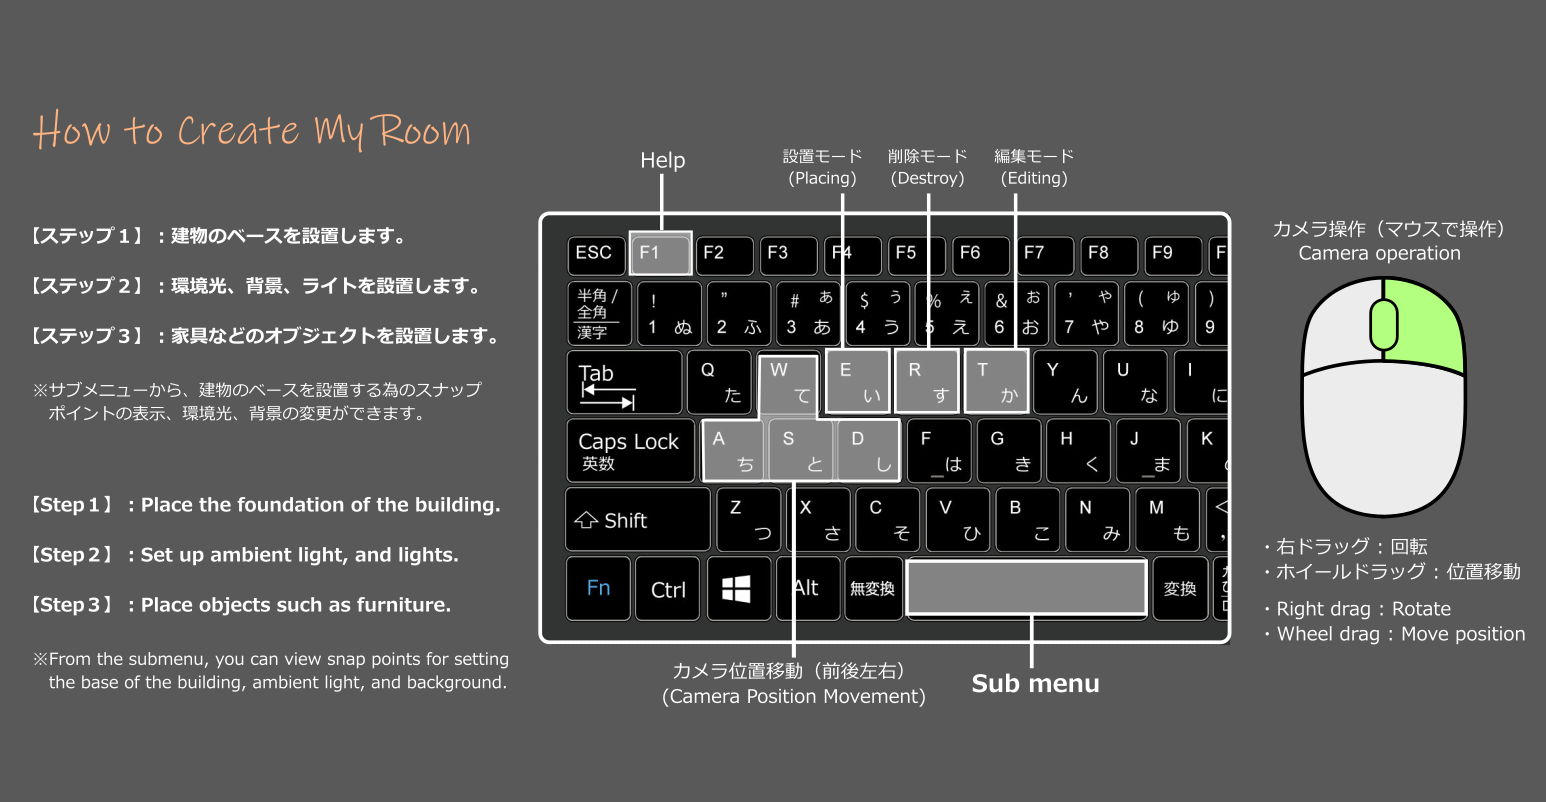 How to Create My Room
【ステップ１】：建物のベースを設置します。
【ステップ２】：環境光、背景、ライトを設置します。
【ステップ３】：家具などのオブジェクトを設置します。
※サブメニューから、建物のベースを設置する為のスナップ
ポイントの表示、環境光、背景の変更ができます。
【Step１】：Place the foundation of the building.
【Step２】：Set up ambient light, and lights.
【Step３】：Place objects such as furniture.
※From the submenu, you can view snap points for setting
the base of the building, ambient light, and background.
Help
設置モード
(Placing)
削除モード
(Destroy)
編集モード
(Editing)
ESC F1 F2 F3 F4 F5 F6 F7 F8 F9 F
半角 /
全角
漢字
! 1 ぬ
” 2 ふ
# ぁ 3 あ
$ ぅ 4 う
% ぇ 5 え
& ぉ 6 お
’ ゃ 7 や
( ゅ 8 ゆ
) 9
Tab
Q た
W て
E い
R す
T か
Y ん
U な
I に
Caps Lock
英数
A ち
S と
D し
F _は
G き
H く
J _ま
K
Shift
Z つ
X さ
C そ
V ひ
B こ
N み
M も
< ,
Fn Ctrl Alt 無変換 変換
カメラ位置移動（前後左右）
(Camera Position Movement)
Sub menu
カメラ操作（マウスで操作）
Camera operation
・右ドラッグ：回転
・ホイールドラッグ：位置移動
・Right drag：Rotate
・Wheel drag：Move position